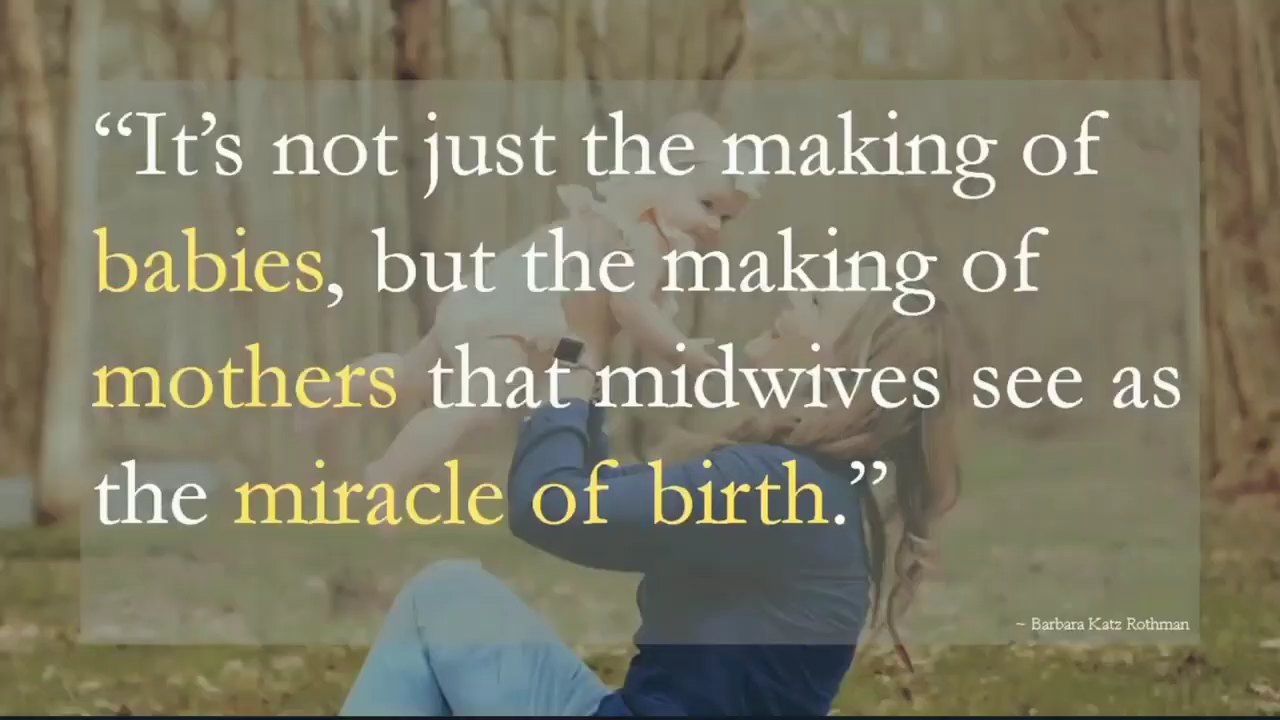 “It’s not just the making of
babies, but the making of
mothers that midwives see as
the miracle of birth.”
~ Barbara Katz Rothman